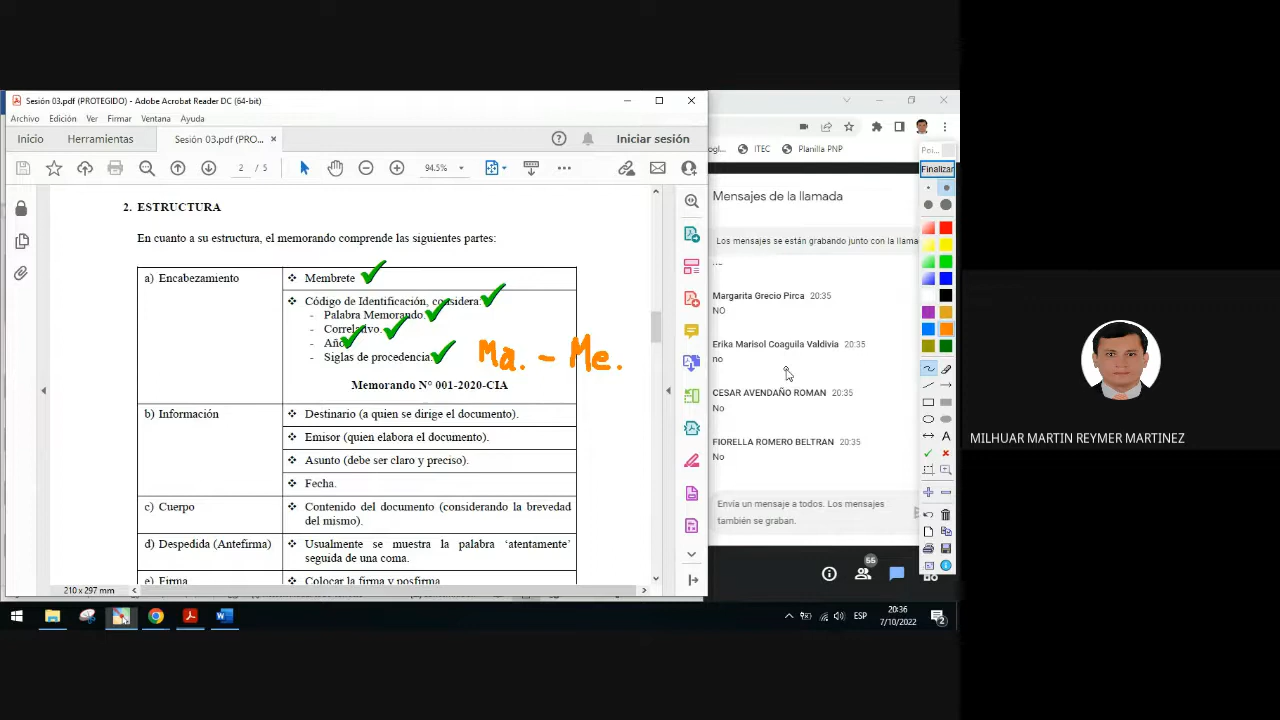 Sesión 03.pdf (PROTEGIDO) - Adobe Acrobat Reader DC (64-bit)
Archivo Edición Ver Firmar Ventana Ayuda
Inicio Herramientas Sesión 03.pdf (PRO... × Iniciar sesión
2 / 5 94.5%
2. ESTRUCTURA
En cuanto a su estructura, el memorando comprende las siguientes partes:
a) Encabezamiento
❖ Membrete
❖ Código de Identificación, considera:
- Palabra Memorando.
- Correlativo.
- Año
- Siglas de procedencia.
Memorando N° 001-2020-CIA
Ma. - Me.
b) Información
❖ Destinario (a quien se dirige el documento).
❖ Emisor (quien elabora el documento).
❖ Asunto (debe ser claro y preciso).
❖ Fecha.
c) Cuerpo
❖ Contenido del documento (considerando la brevedad
del mismo).
d) Despedida (Antefirma)
❖ Usualmente se muestra la palabra ‘atentamente’
seguida de una coma.
e) Firma
❖ Colocar la firma y posfirma
210 x 297 mm
ITEC Planilla PNP
Finalizar
Mensajes de la llamada
Los mensajes se están grabando junto con la llama
...
Margarita Grecio Pirca 20:35
NO
Erika Marisol Coaguila Valdivia 20:35
no
CESAR AVENDAÑO ROMAN 20:35
No
FIORELLA ROMERO BELTRAN 20:35
No
Envía un mensaje a todos. Los mensajes
también se graban.
55
A
MILHUAR MARTIN REYMER MARTINEZ
ESP
20:36
7/10/2022
2